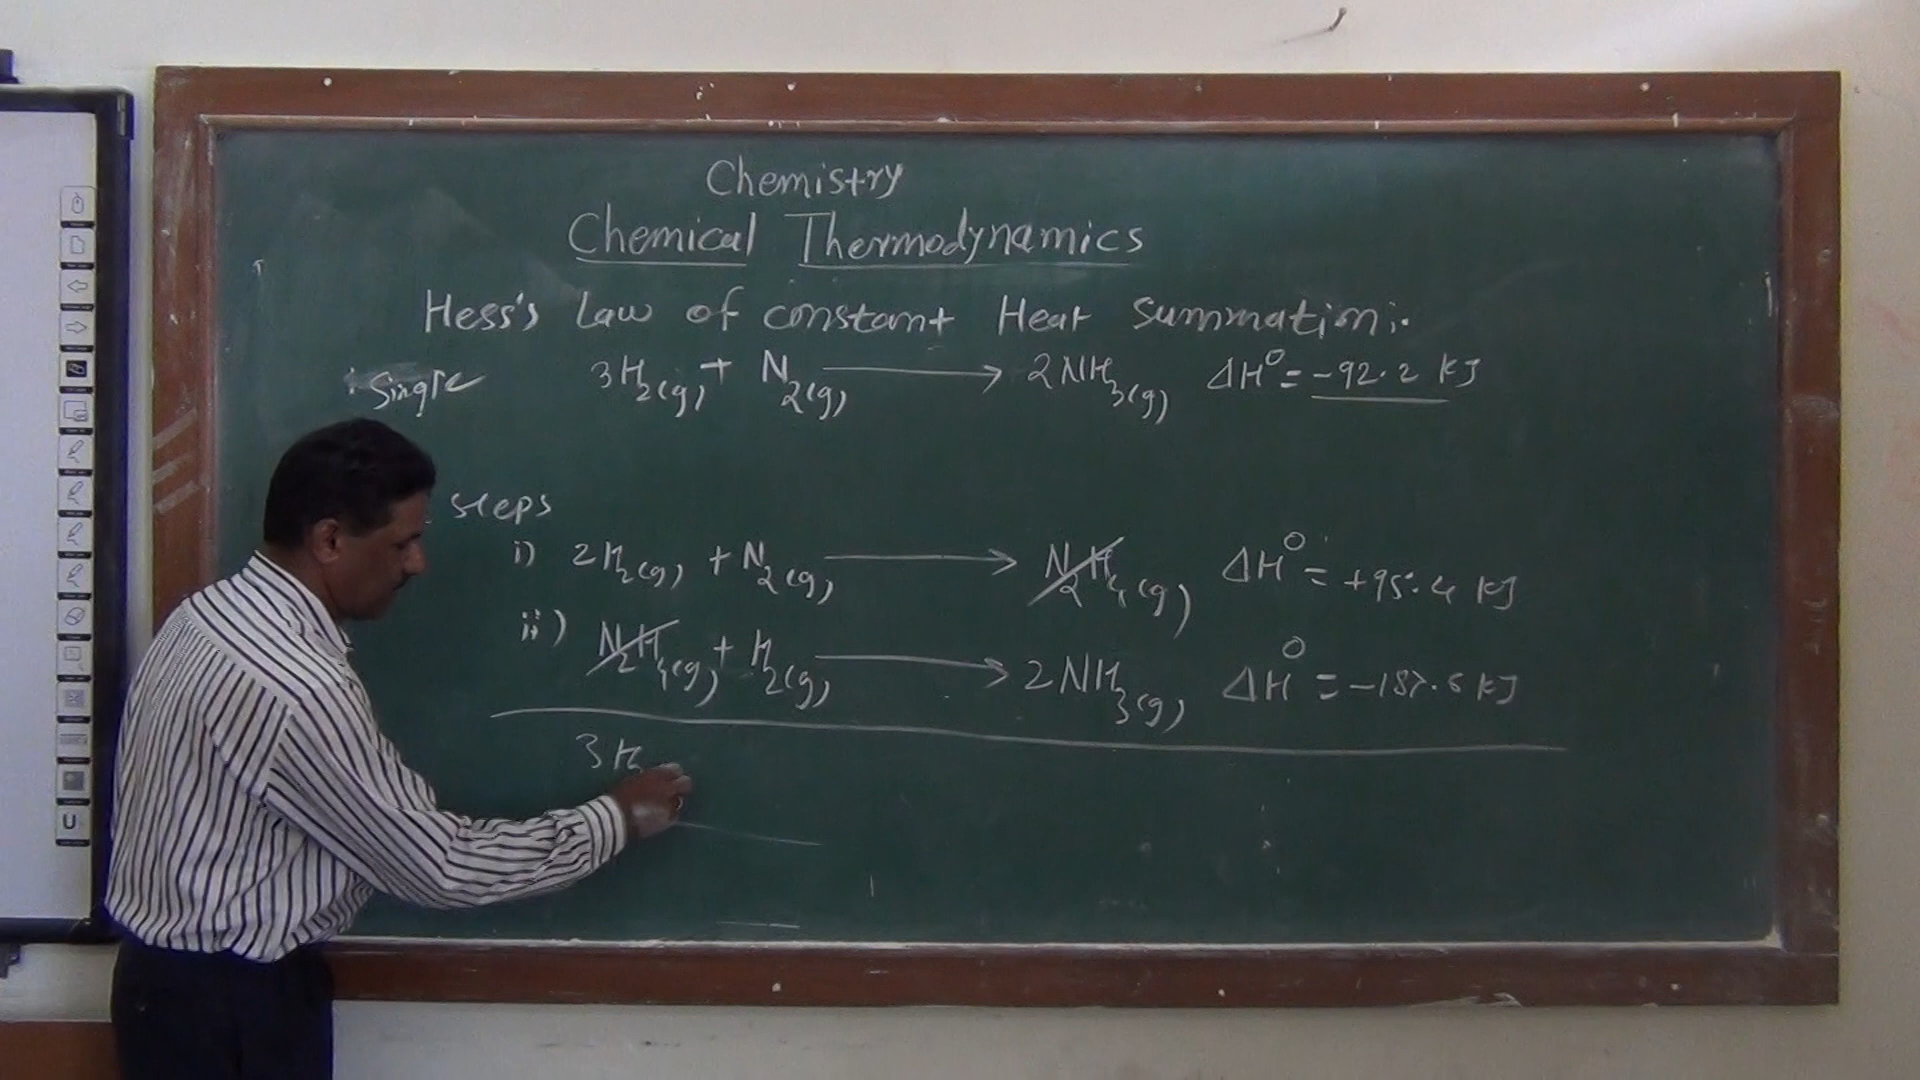 Chemistry
Chemical Thermodynamics
Hess's Law of constant Heat Summation:-
Single 3H2(g) + N2(g) → 2NH3(g) ΔH° = -92.2 KJ
steps
i) 2H2(g) + N2(g) → N2H4(g) ΔH° = +95.4 KJ
ii) N2H4(g) + H2(g) → 2NH3(g) ΔH° = -187.6 KJ
3H2
U